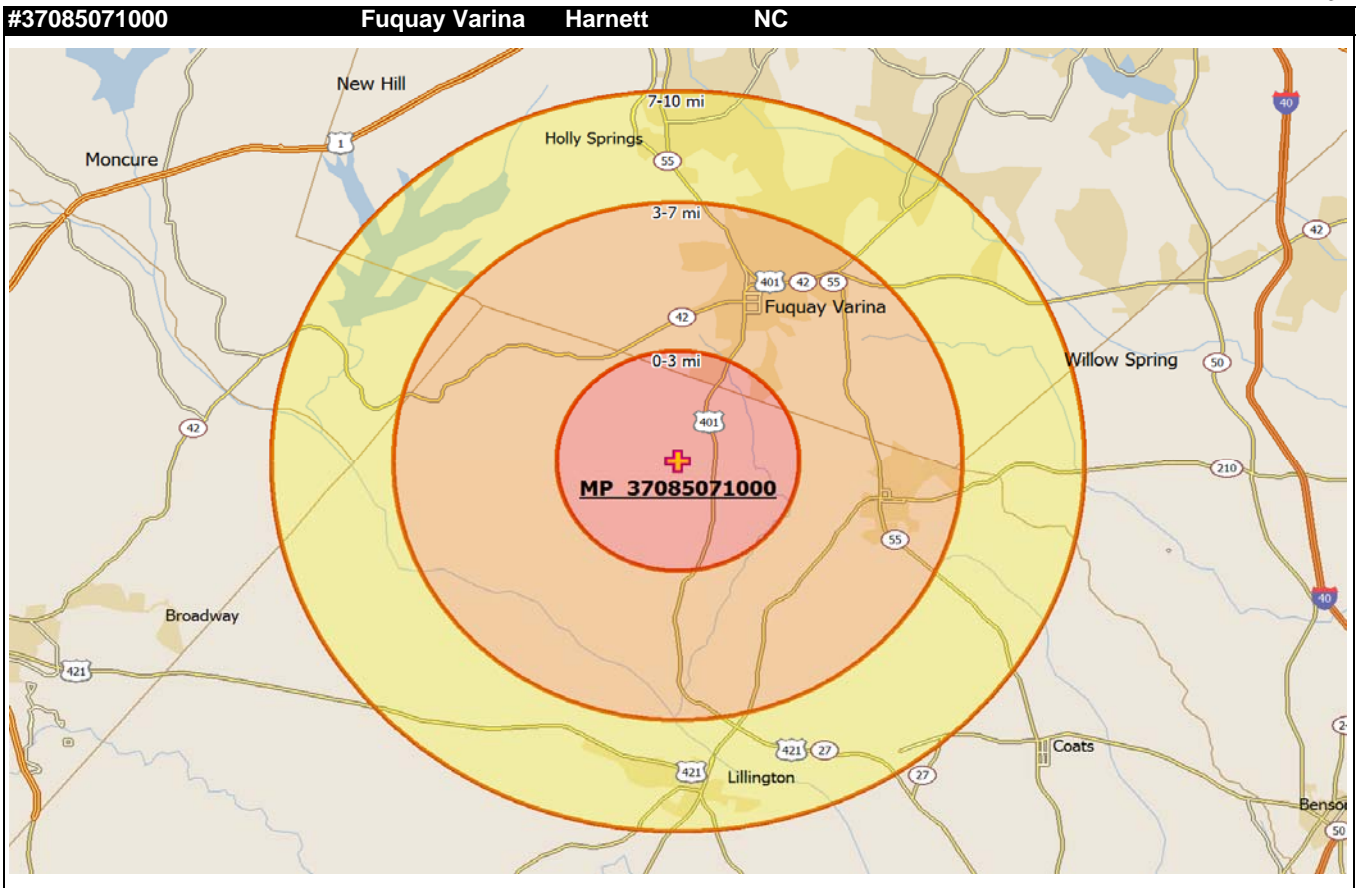 #37085071000 Fuquay Varina Harnett NC
New Hill
7-10 mi
40
1
Holly Springs
Moncure
55
3-7 mi
42
401 42 55
Fuquay Varina
42
0-3 mi
Willow Spring
50
401
42
MP 37085071000
210
55
40
Broadway
421
Coats
421 27
421
Lillington
27
Benso
50